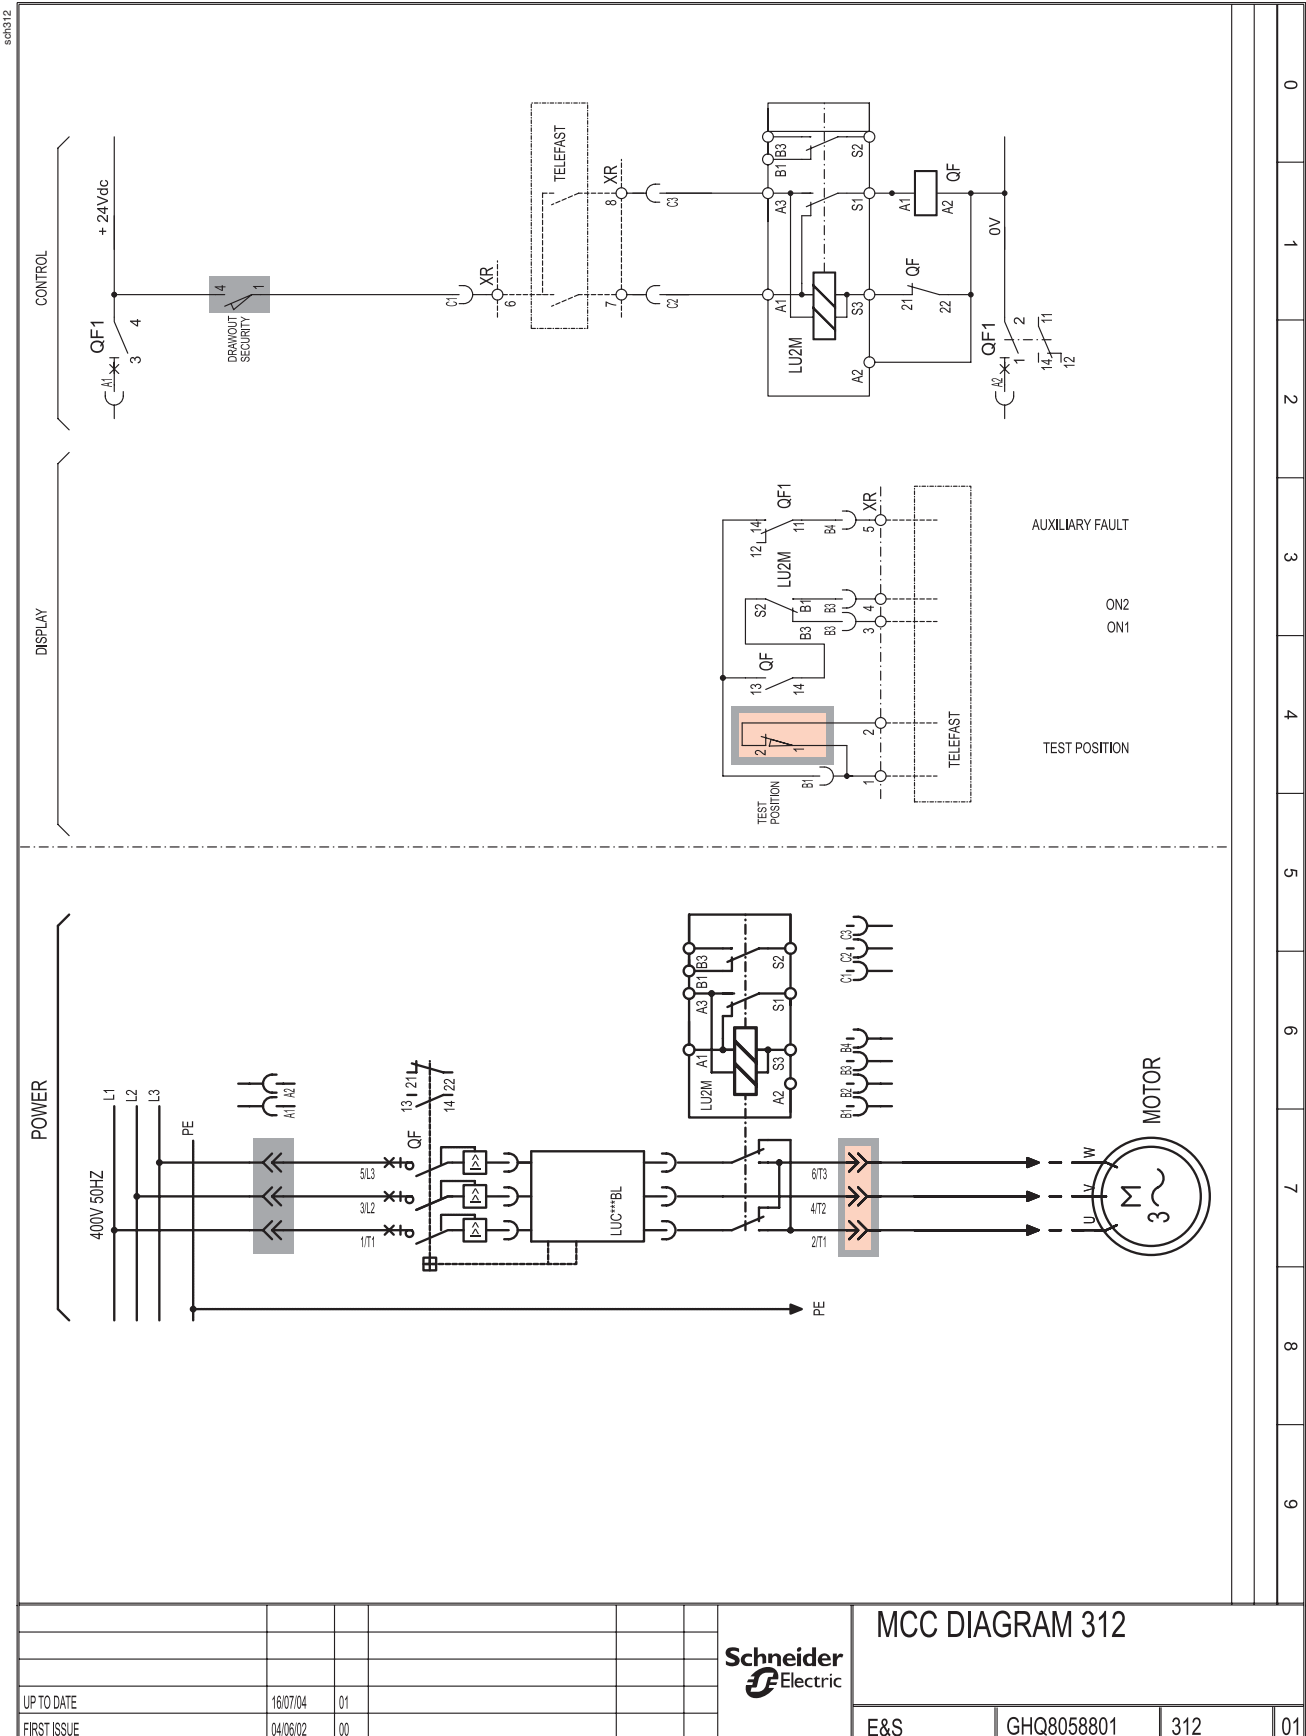 sch312
0
1
2
3
4
5
6
7
8
9
CONTROL
+ 24Vdc
QF1
3 4
A1
DRAWOUT
SECURITY
4
1
C1
XR
6
TELEFAST
XR
8
7
C3
C2
B1 B3
S2
A3
S1
A1
S3
A2
LU2M
A1
A2
QF
QF
21
22
0V
QF1
1 2
A2
11
14
12
DISPLAY
QF1
12 14
11
B4
5
XR
LU2M
S2
B1
B3
B3
B3
4
3
QF
13
14
2
1
TEST
POSITION
B1
2
1
TELEFAST
AUXILIARY FAULT
ON2
ON1
TEST POSITION
POWER
400V 50HZ
L1
L2
L3
PE
A1 A2
13 21
14 22
QF
5/L3
3/L2
1/T1
I>>
I>>
I>>
LUC***BL
LU2M
B1 B3
S2
A3
S1
A1
S3
A2
C1 C2 C3
B1 B2 B3 B4
6/T3
4/T2
2/T1
PE
MOTOR
U V W
M
3
MCC DIAGRAM 312
Schneider
Electric
UP TO DATE 16/07/04 01
FIRST ISSUE 04/06/02 00
E&S GHQ8058801 312 01